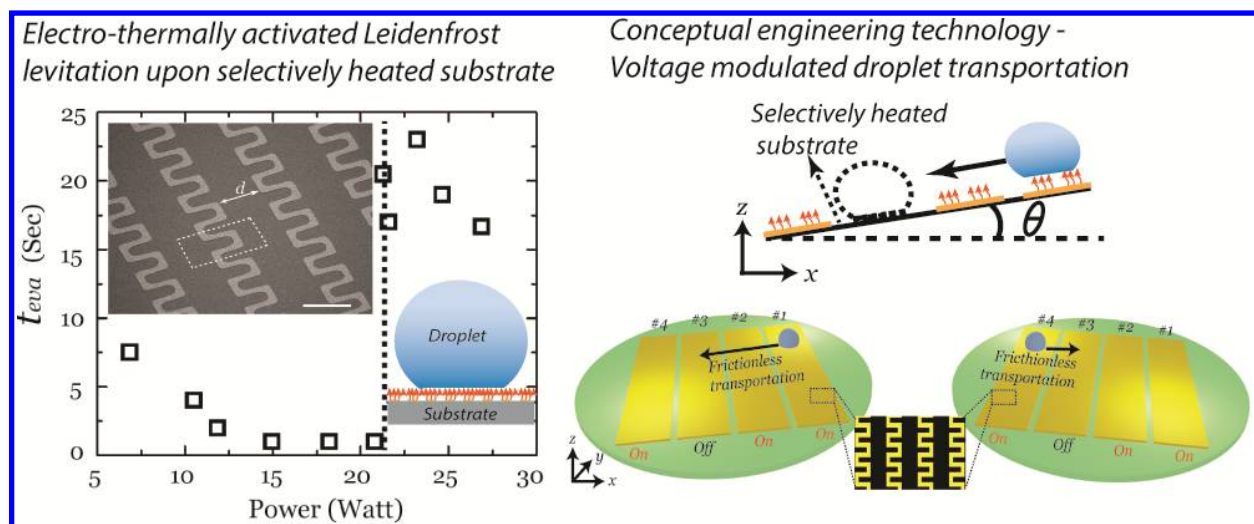 Electro-thermally activated Leidenfrost
levitation upon selectively heated substrate
25
20
15
10
5
0
t_eva (Sec)
d
Droplet
Substrate
5
10
15
20
25
30
Power (Watt)
Conceptual engineering technology -
Voltage modulated droplet transportation
Selectively heated
substrate
z
x
θ
#4
#3
#2
#1
Frictionless
transportation
On
Off
On
On
z
y
x
#4
#3
#2
#1
Fricthionless
transportation
On
Off
On
On